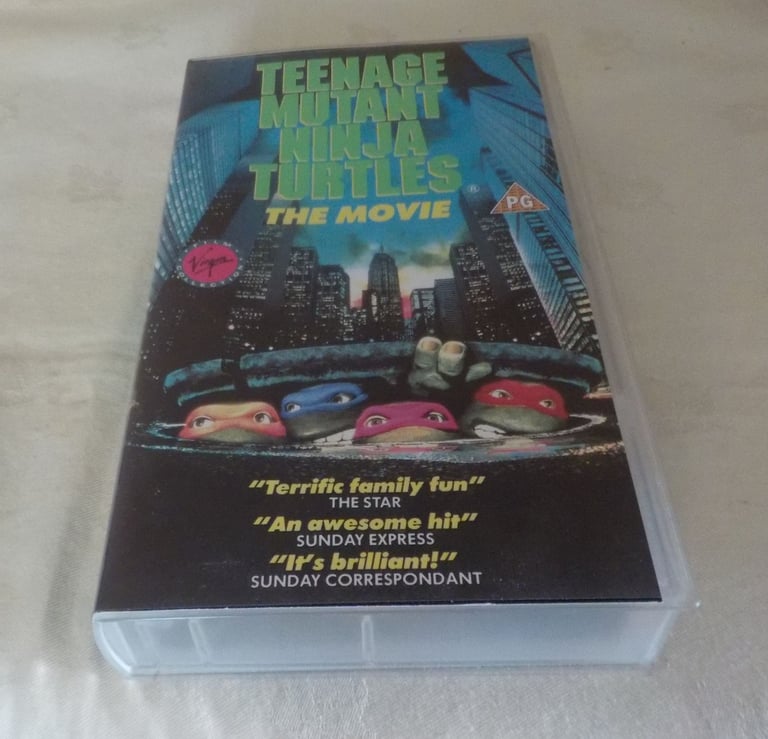 TEENAGE
MUTANT
NINJA
TURTLES®
THE MOVIE
PG
Virgin
"Terrific family fun"
THE STAR
"An awesome hit"
SUNDAY EXPRESS
"It's brilliant!"
SUNDAY CORRESPONDANT